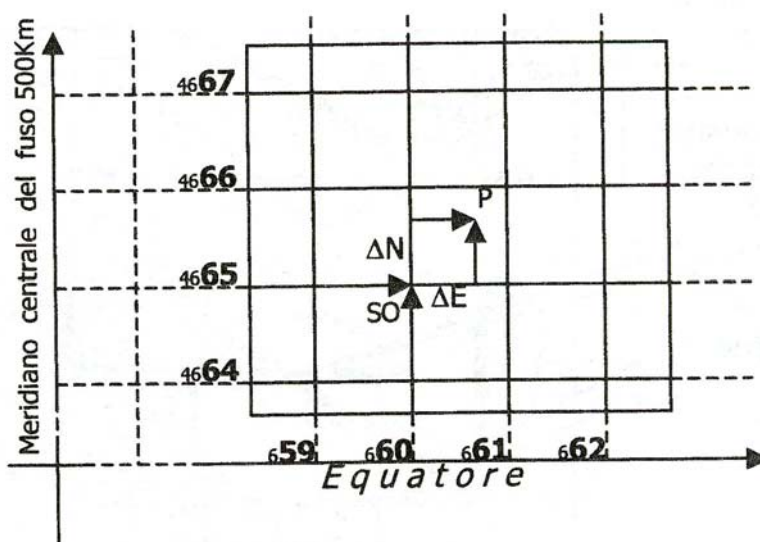 Meridiano centrale del fuso 500Km
4667
4666
P
ΔN
4665
SO
ΔE
4664
659
660
661
662
Equatore